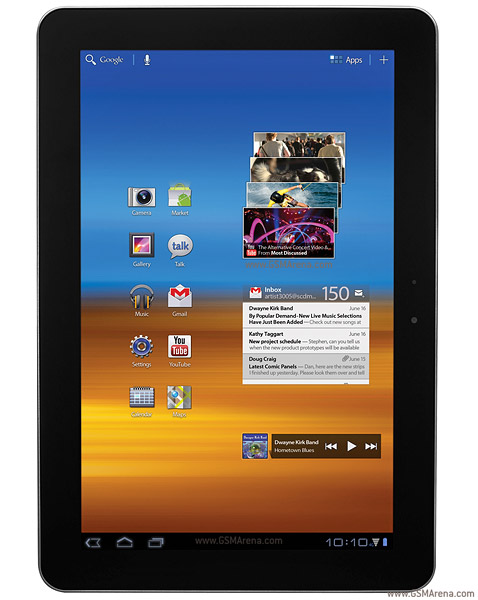 Google
Apps
Camera
Market
Gallery
talk
Talk
Music
Gmail
Settings
You
Tube
YouTube
Calendar
Maps
The Alternative Concert Video A...
From Most Discussed
Inbox
artist3005@scdm...
150
Dwayne Kirk Band June 16
By Popular Demand- New Live Music Selections
Have Just Been Added — Check out new songs at
Kathy Taggart June 16
New project schedule — Stephen, can you tell us
when the new product prototypes will be available
Doug Craig June 15
Latest Comic Panels — Dan, here are the new strips
I finished up yesterday. Please look them over and tell
Dwayne Kirk Band
Hometown Blues
www.GSMArena.com
10:10
www.GSMArena.com